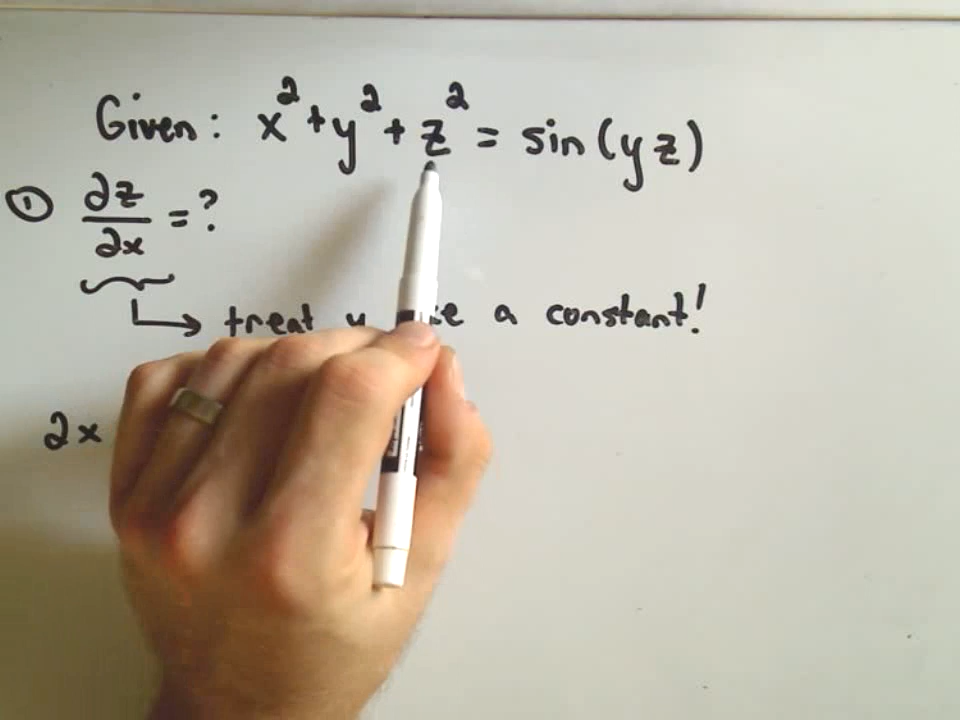 Given: x² + y² + z² = sin(yz)
① ∂z/∂x = ?
treat a constant!
2x